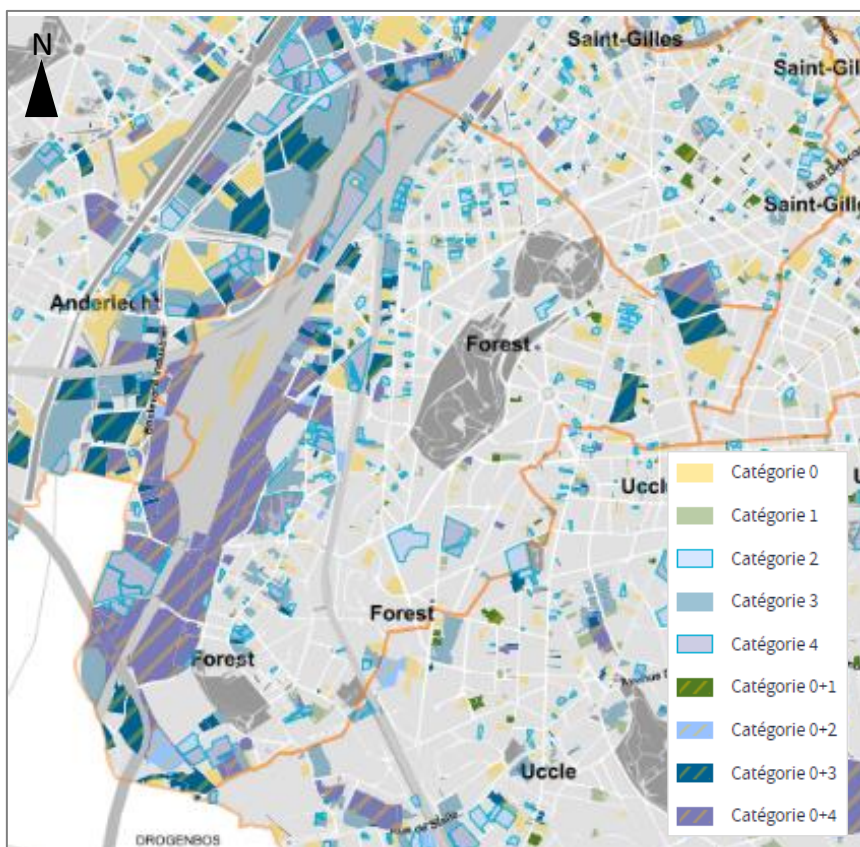 N
Saint-Gilles
Saint-Gil
Saint-Gille
Anderlecht
Forest
Uccle
U
Forest
Forest
Uccle
DROGENBOS
Catégorie 0
Catégorie 1
Catégorie 2
Catégorie 3
Catégorie 4
Catégorie 0+1
Catégorie 0+2
Catégorie 0+3
Catégorie 0+4